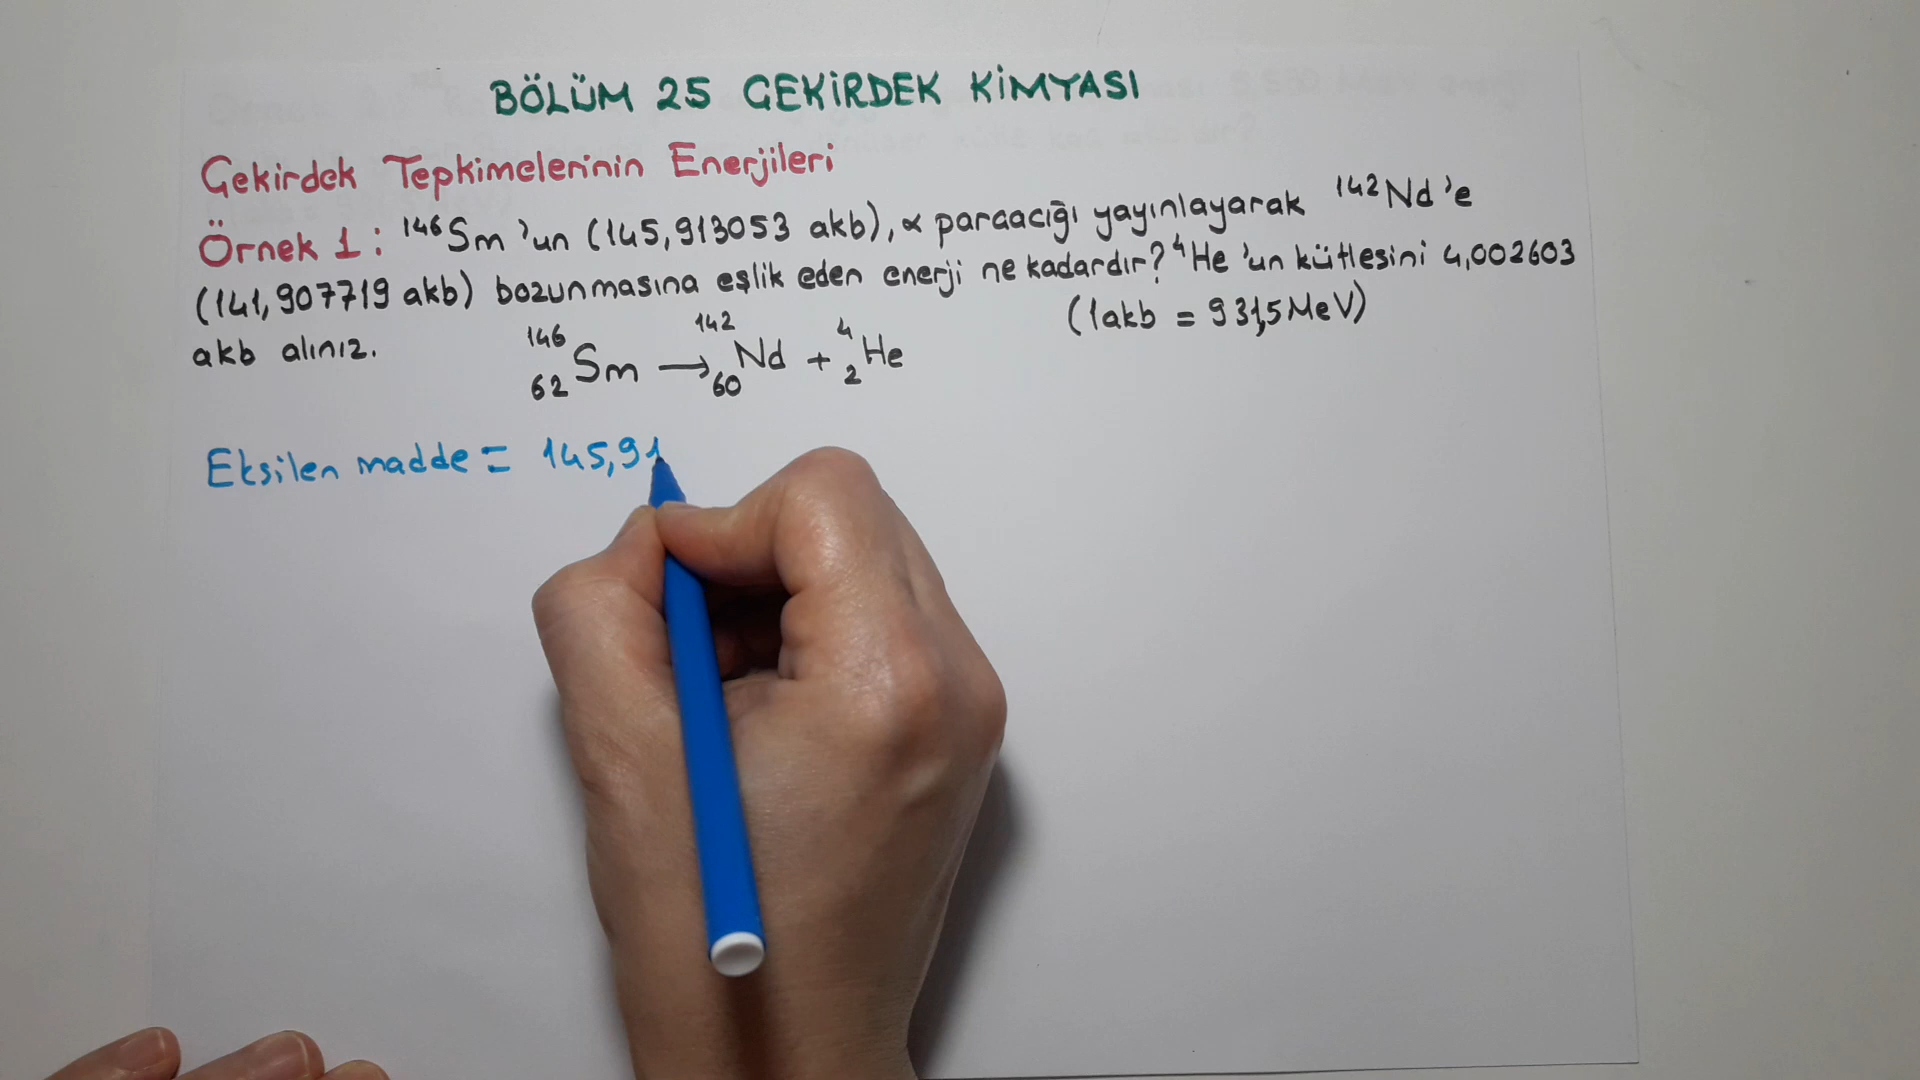 BÖLÜM 25 ÇEKİRDEK KİMYASI
Çekirdek Tepkimelerinin Enerjileri
Örnek 1: ¹⁴⁶Sm'un (145,913053 akb), α parçacığı yayınlayarak ¹⁴²Nd'e
(141,907719 akb) bozunmasına eşlik eden enerji ne kadardır? ⁴He'un kütlesini 4,002603
akb alınız. (1akb = 931,5 MeV)
¹⁴⁶₆₂Sm → ¹⁴²₆₀Nd + ⁴₂He
Eksilen madde = 145,91